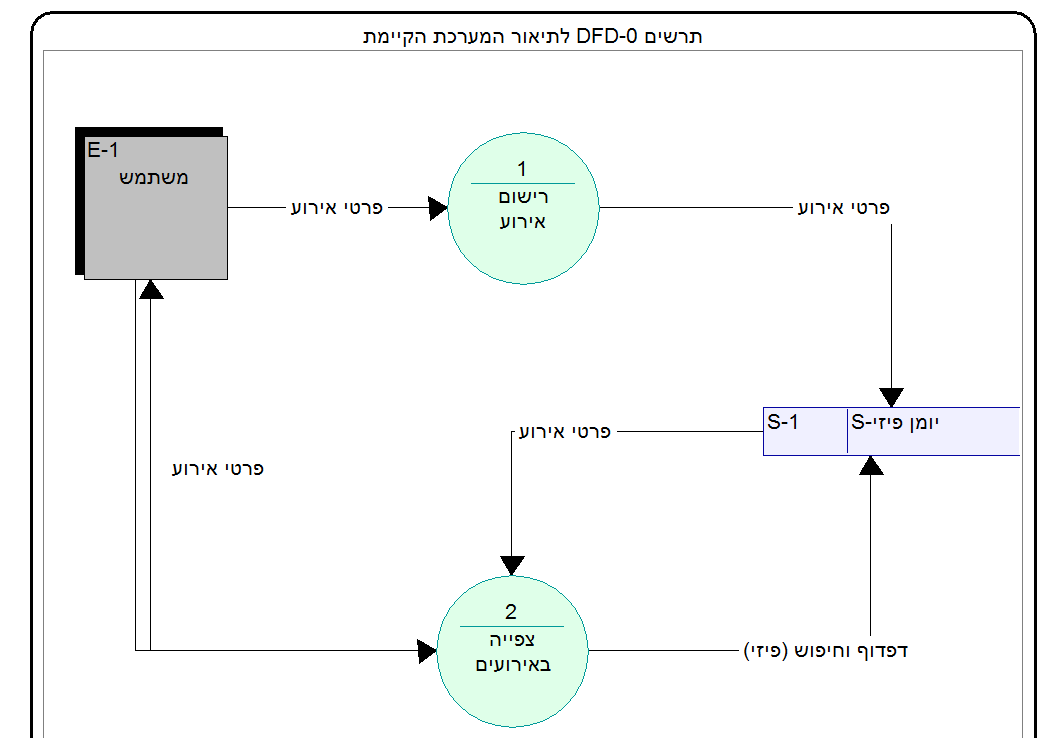 תרשים DFD-0 לתיאור המערכת הקיימת
E-1
משתמש
פרטי אירוע
1
רישום
אירוע
פרטי אירוע
S-1
S-יומן פיזי
פרטי אירוע
פרטי אירוע
2
צפייה
באירועים
דפדוף וחיפוש (פיזי)